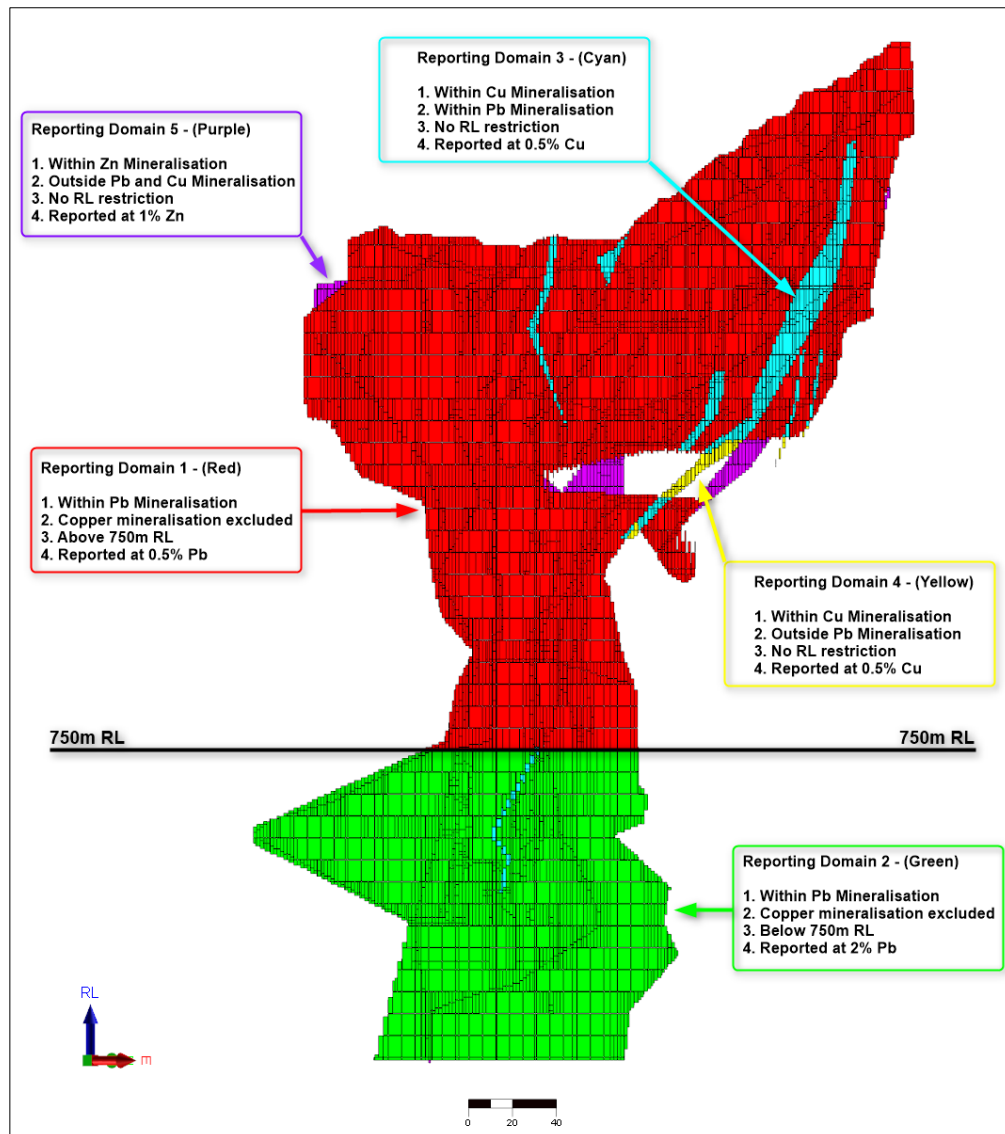 Reporting Domain 3 - (Cyan)
1. Within Cu Mineralisation
2. Within Pb Mineralisation
3. No RL restriction
4. Reported at 0.5% Cu
Reporting Domain 5 - (Purple)
1. Within Zn Mineralisation
2. Outside Pb and Cu Mineralisation
3. No RL restriction
4. Reported at 1% Zn
Reporting Domain 1 - (Red)
1. Within Pb Mineralisation
2. Copper mineralisation excluded
3. Above 750m RL
4. Reported at 0.5% Pb
Reporting Domain 4 - (Yellow)
1. Within Cu Mineralisation
2. Outside Pb Mineralisation
3. No RL restriction
4. Reported at 0.5% Cu
750m RL
750m RL
Reporting Domain 2 - (Green)
1. Within Pb Mineralisation
2. Copper mineralisation excluded
3. Below 750m RL
4. Reported at 2% Pb
RL
E
0 20 40